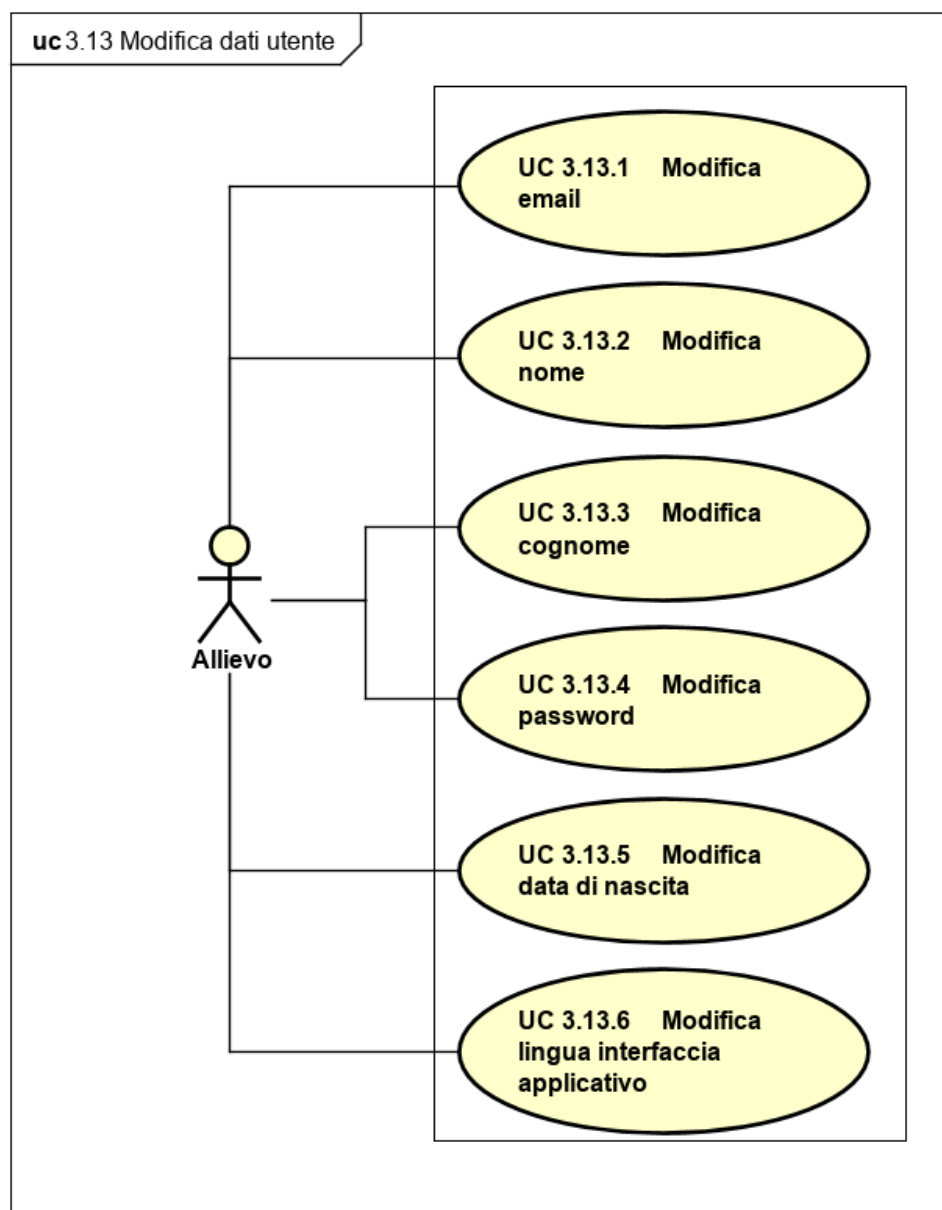 uc 3.13 Modifica dati utente
UC 3.13.1 Modifica
email
UC 3.13.2 Modifica
nome
UC 3.13.3 Modifica
cognome
Allievo
UC 3.13.4 Modifica
password
UC 3.13.5 Modifica
data di nascita
UC 3.13.6 Modifica
lingua interfaccia
applicativo